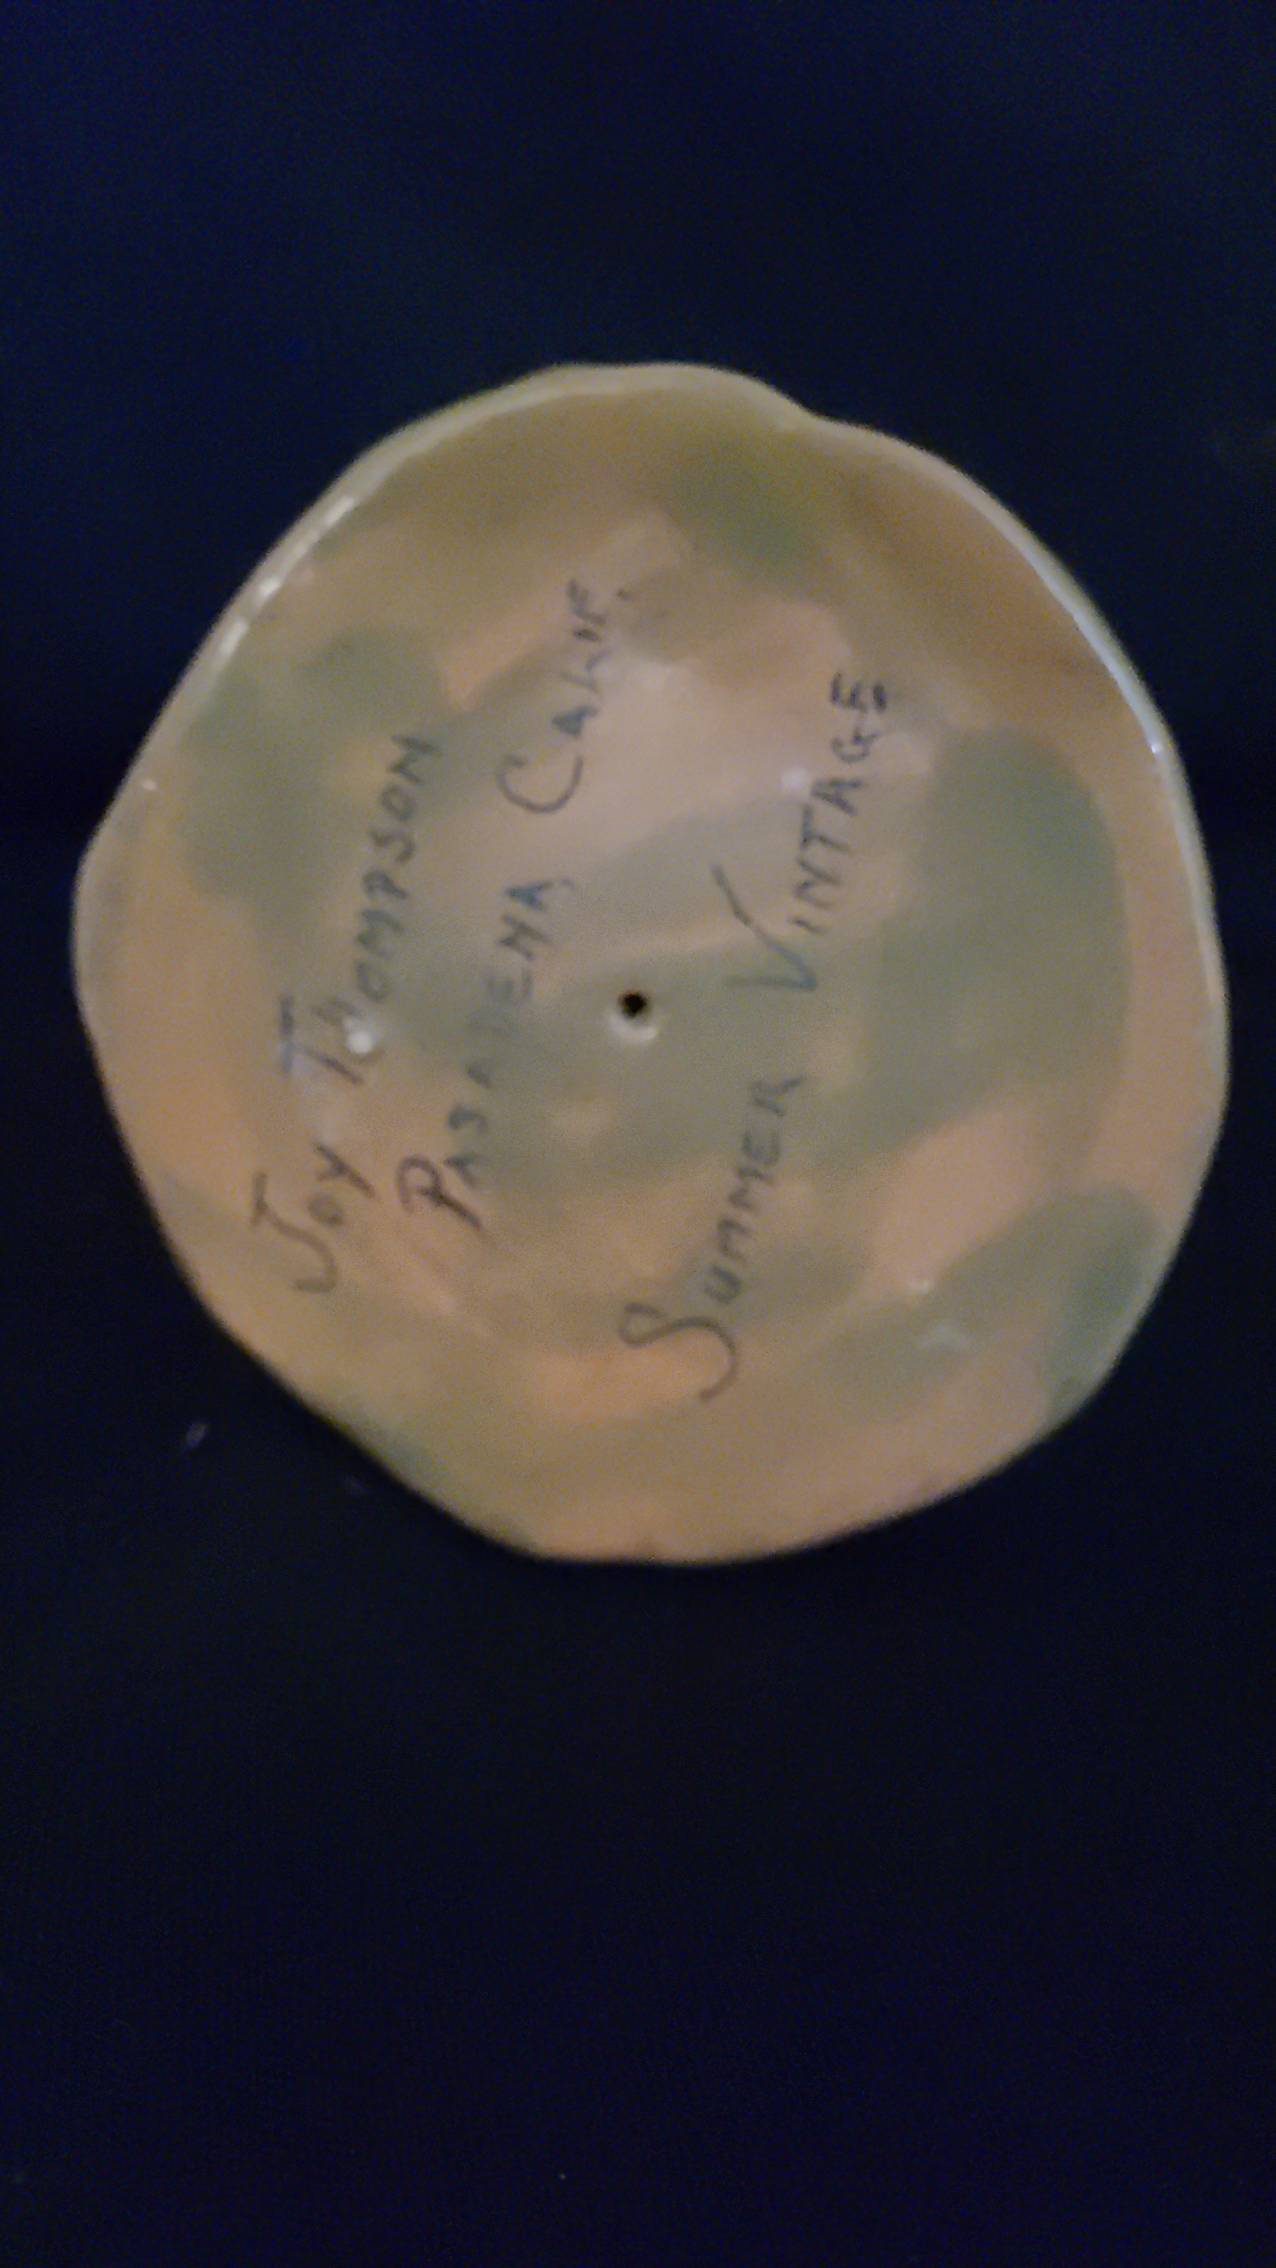 JOY THOMPSON
PASADENA, CALIF.
SUMMER VINTAGE